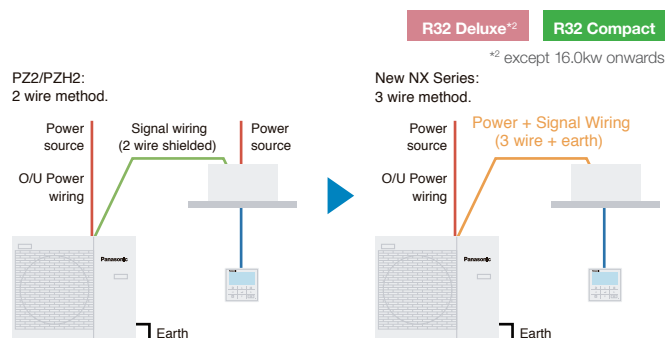 R32 Deluxe*2
R32 Compact
*2 except 16.0kw onwards
PZ2/PZH2:
2 wire method.
Power
source
Signal wiring
(2 wire shielded)
Power
source
O/U Power
wiring
Panasonic
Earth
New NX Series:
3 wire method.
Power
source
Power + Signal Wiring
(3 wire + earth)
O/U Power
wiring
Panasonic
Earth